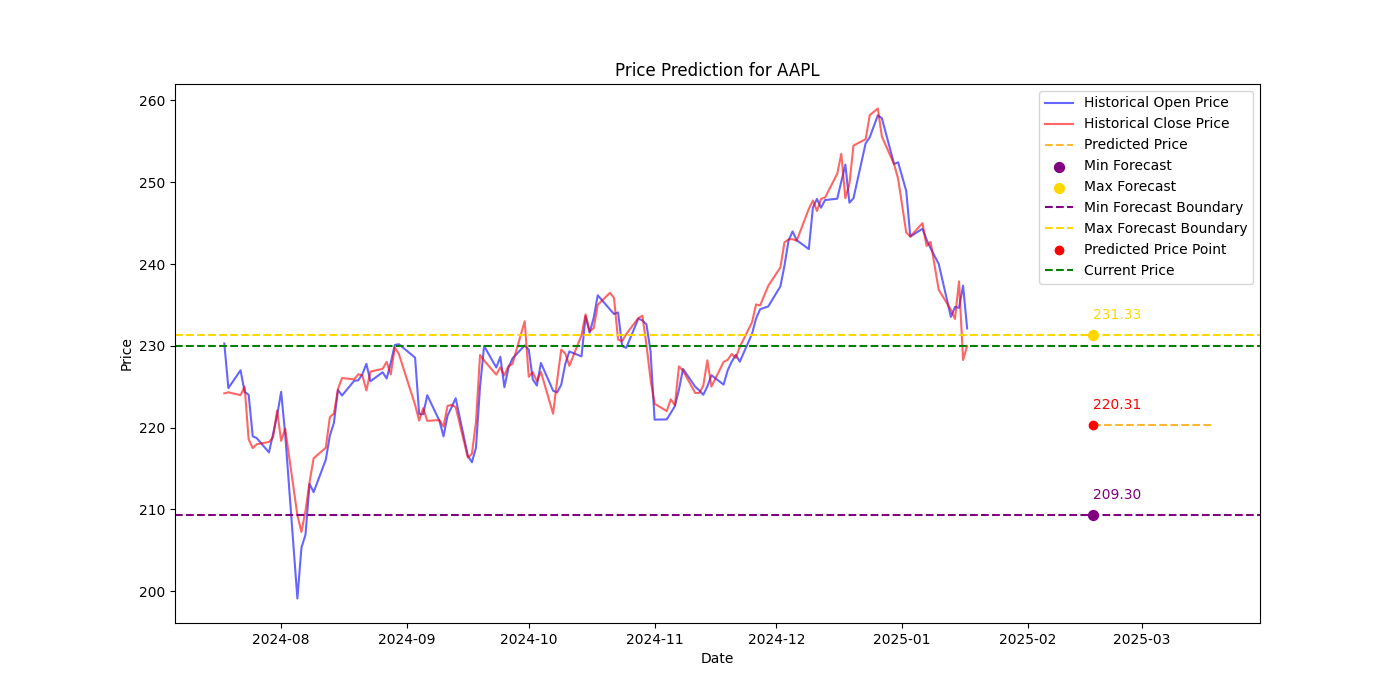 Price Prediction for AAPL
260
250
240
230
220
210
200
Price
Historical Open Price
Historical Close Price
Predicted Price
Min Forecast
Max Forecast
Min Forecast Boundary
Max Forecast Boundary
Predicted Price Point
Current Price
231.33
220.31
209.30
2024-08
2024-09
2024-10
2024-11
2024-12
2025-01
2025-02
2025-03
Date